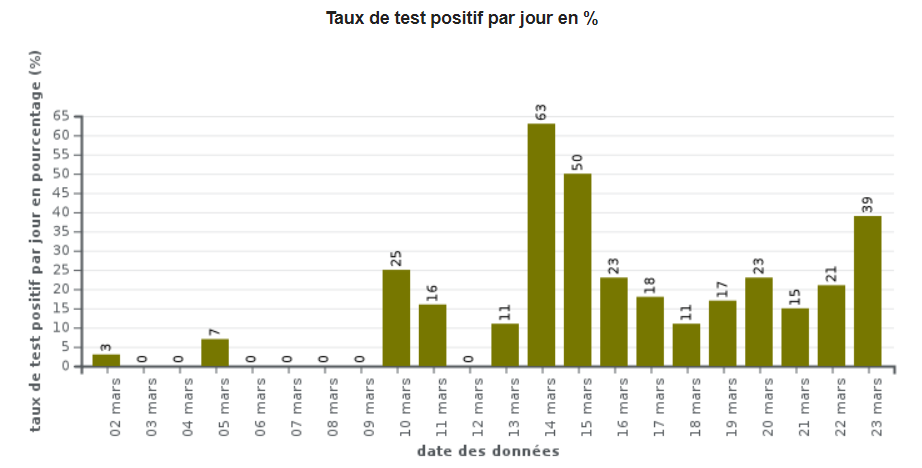 Taux de test positif par jour en %
taux de test positif par jour en pourcentage (%)
65
60
55
50
45
40
35
30
25
20
15
10
5
0
3
0
0
7
0
0
0
0
25
16
0
11
63
50
23
18
11
17
23
15
21
39
02 mars
03 mars
04 mars
05 mars
06 mars
07 mars
08 mars
09 mars
10 mars
11 mars
12 mars
13 mars
14 mars
15 mars
16 mars
17 mars
18 mars
19 mars
20 mars
21 mars
22 mars
23 mars
date des données